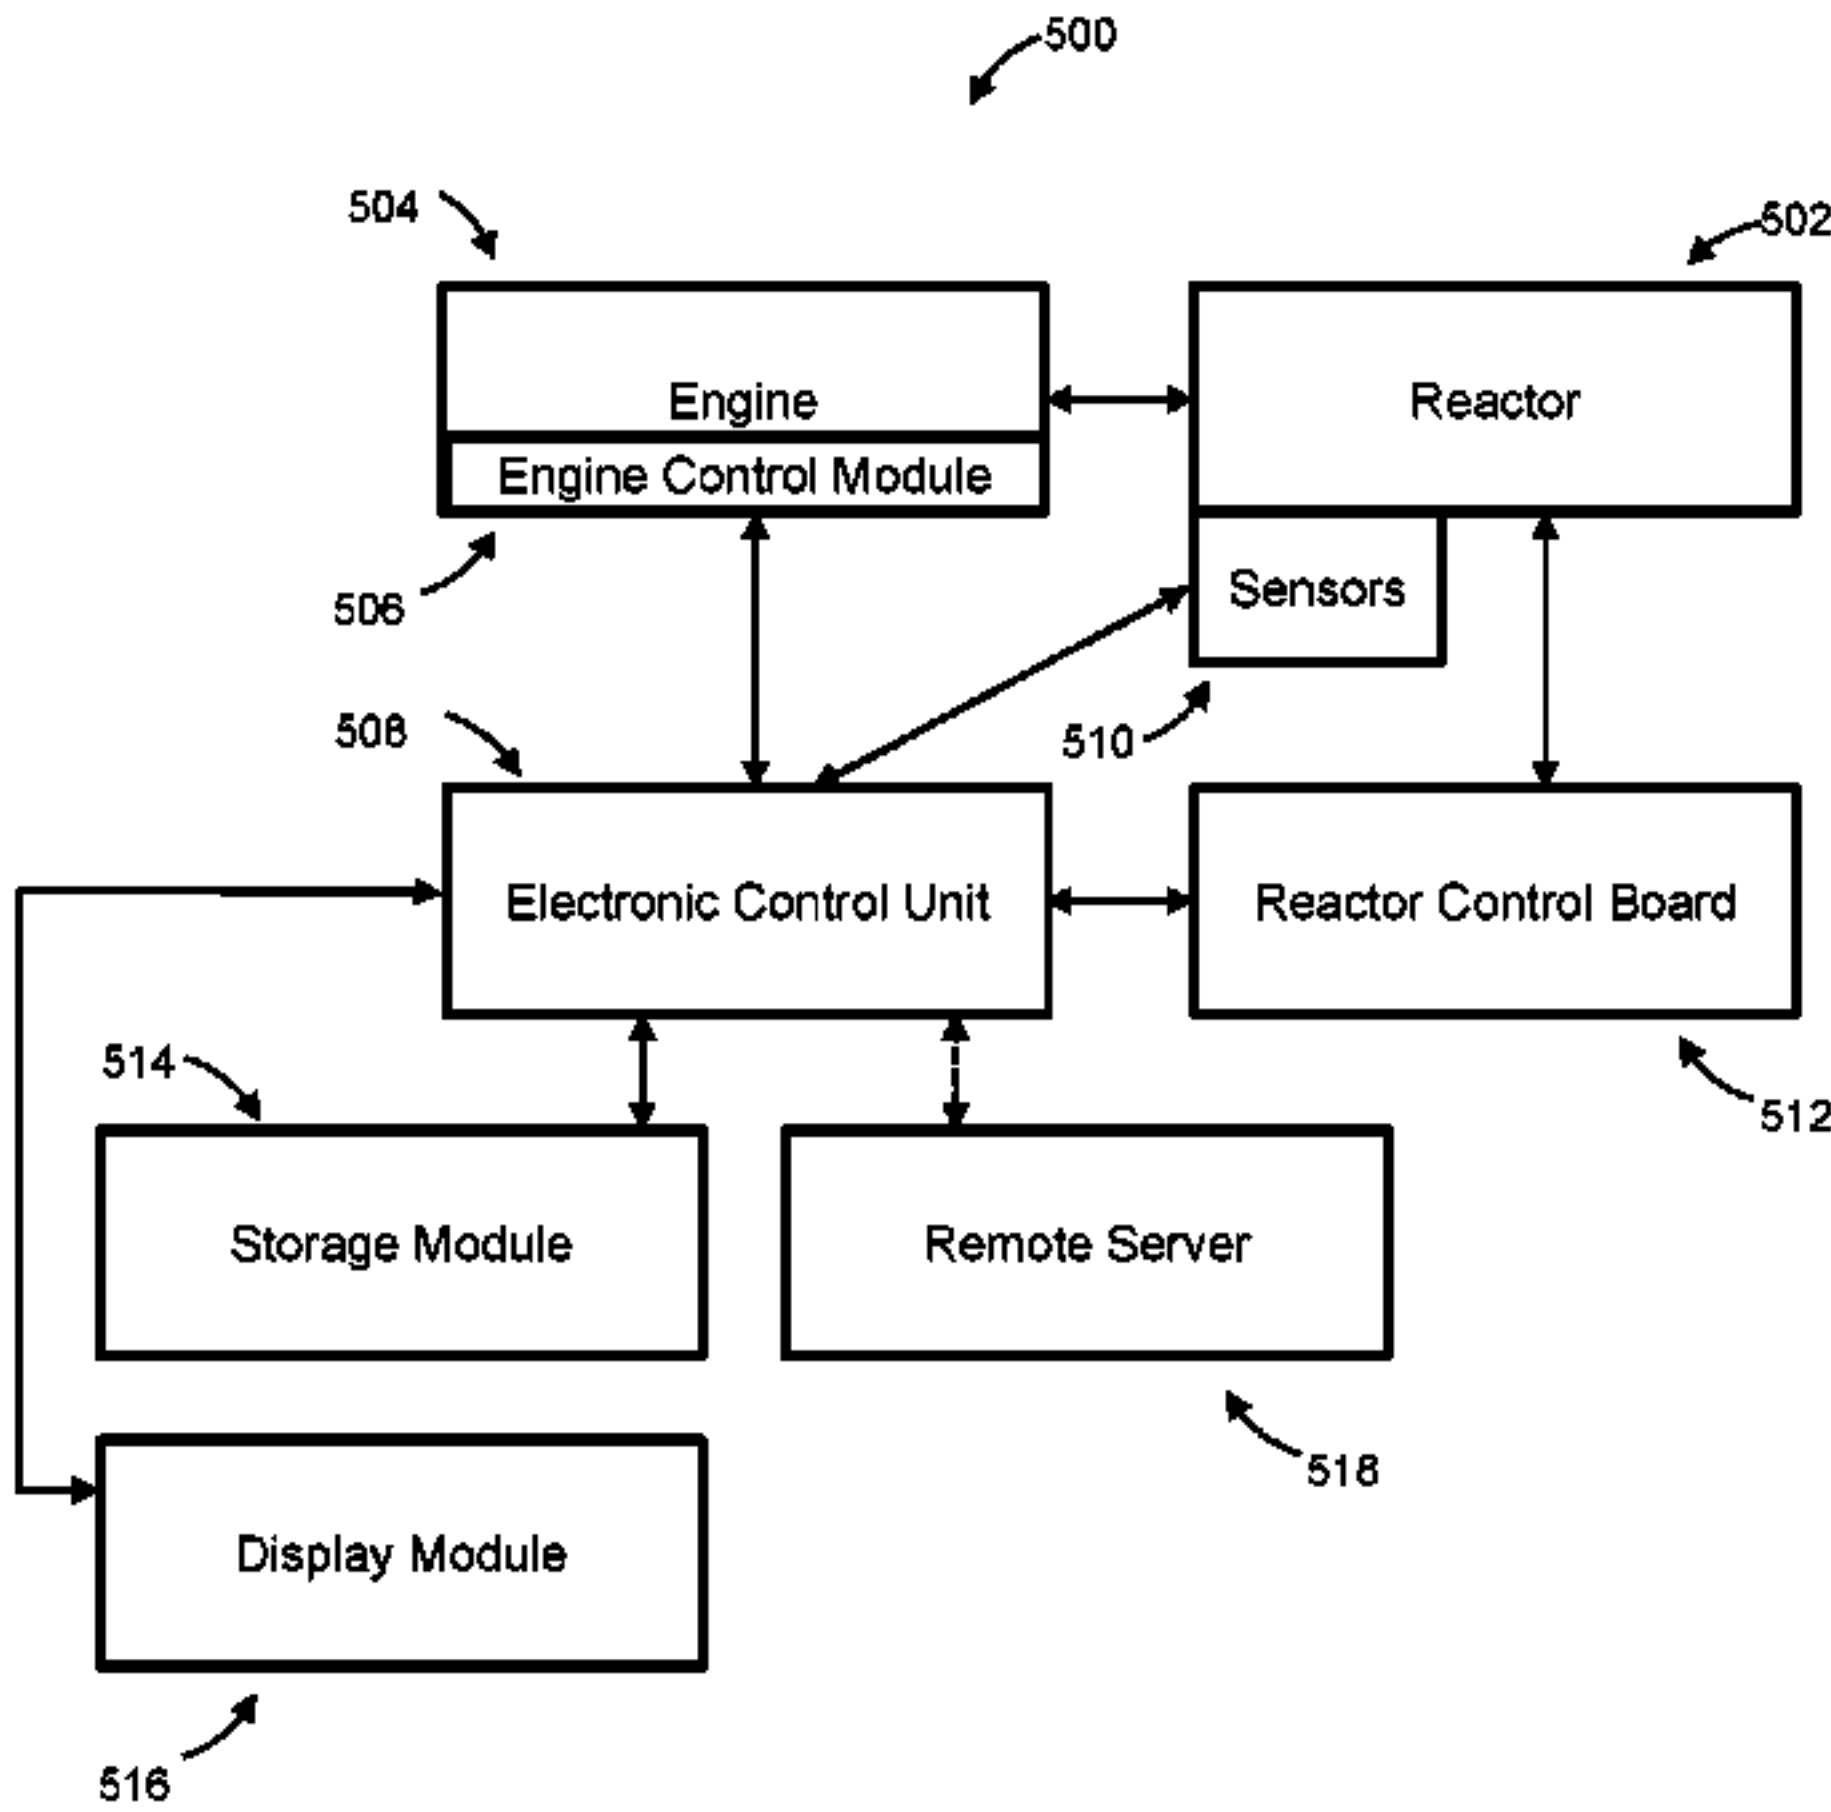 500
504
502
Engine
Reactor
Engine Control Module
506
Sensors
508
510
Electronic Control Unit
Reactor Control Board
514
512
Storage Module
Remote Server
518
Display Module
516